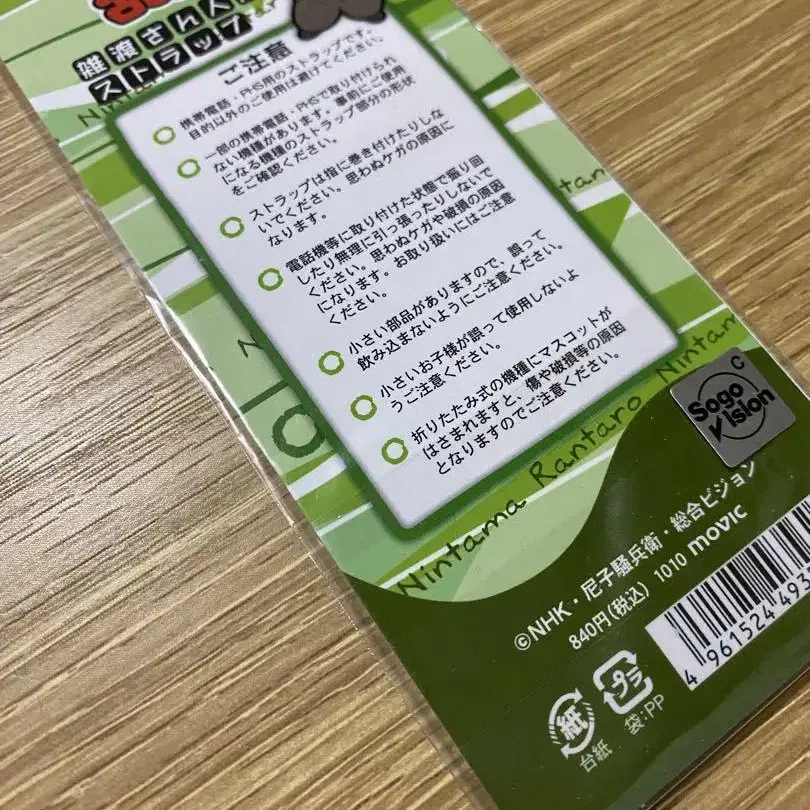 雑渡さん人
ストラップ
ご注意
携帯電話・PHS用のストラップです。
目的以外のご使用は避けてください。
一部の携帯電話・PHSで取り付けられ
ない機種があります。事前にご使用
になる機種のストラップ部分の形状
をご確認ください。
ストラップは指に巻き付けたりしな
いでください。思わぬケガの原因に
なります。
電話機等に取り付けた状態で振り回
したり無理に引っ張ったりしないで
ください。思わぬケガや破損の原因
になります。お取り扱いにはご注意
ください。
小さい部品がありますので、誤って
飲み込まないようにご注意ください。
小さいお子様が誤って使用しないよ
うご注意ください。
折りたたみ式の機種にマスコットが
はさまれますと、傷や破損等の原因
となりますのでご注意ください。
Nintama Rantaro Nintam
C
Sogo
Vision
©NHK・尼子騒兵衛・総合ビジョン
840円(税込) 1010 movic
4 961524 493
紙 プラ
台紙 袋:PP